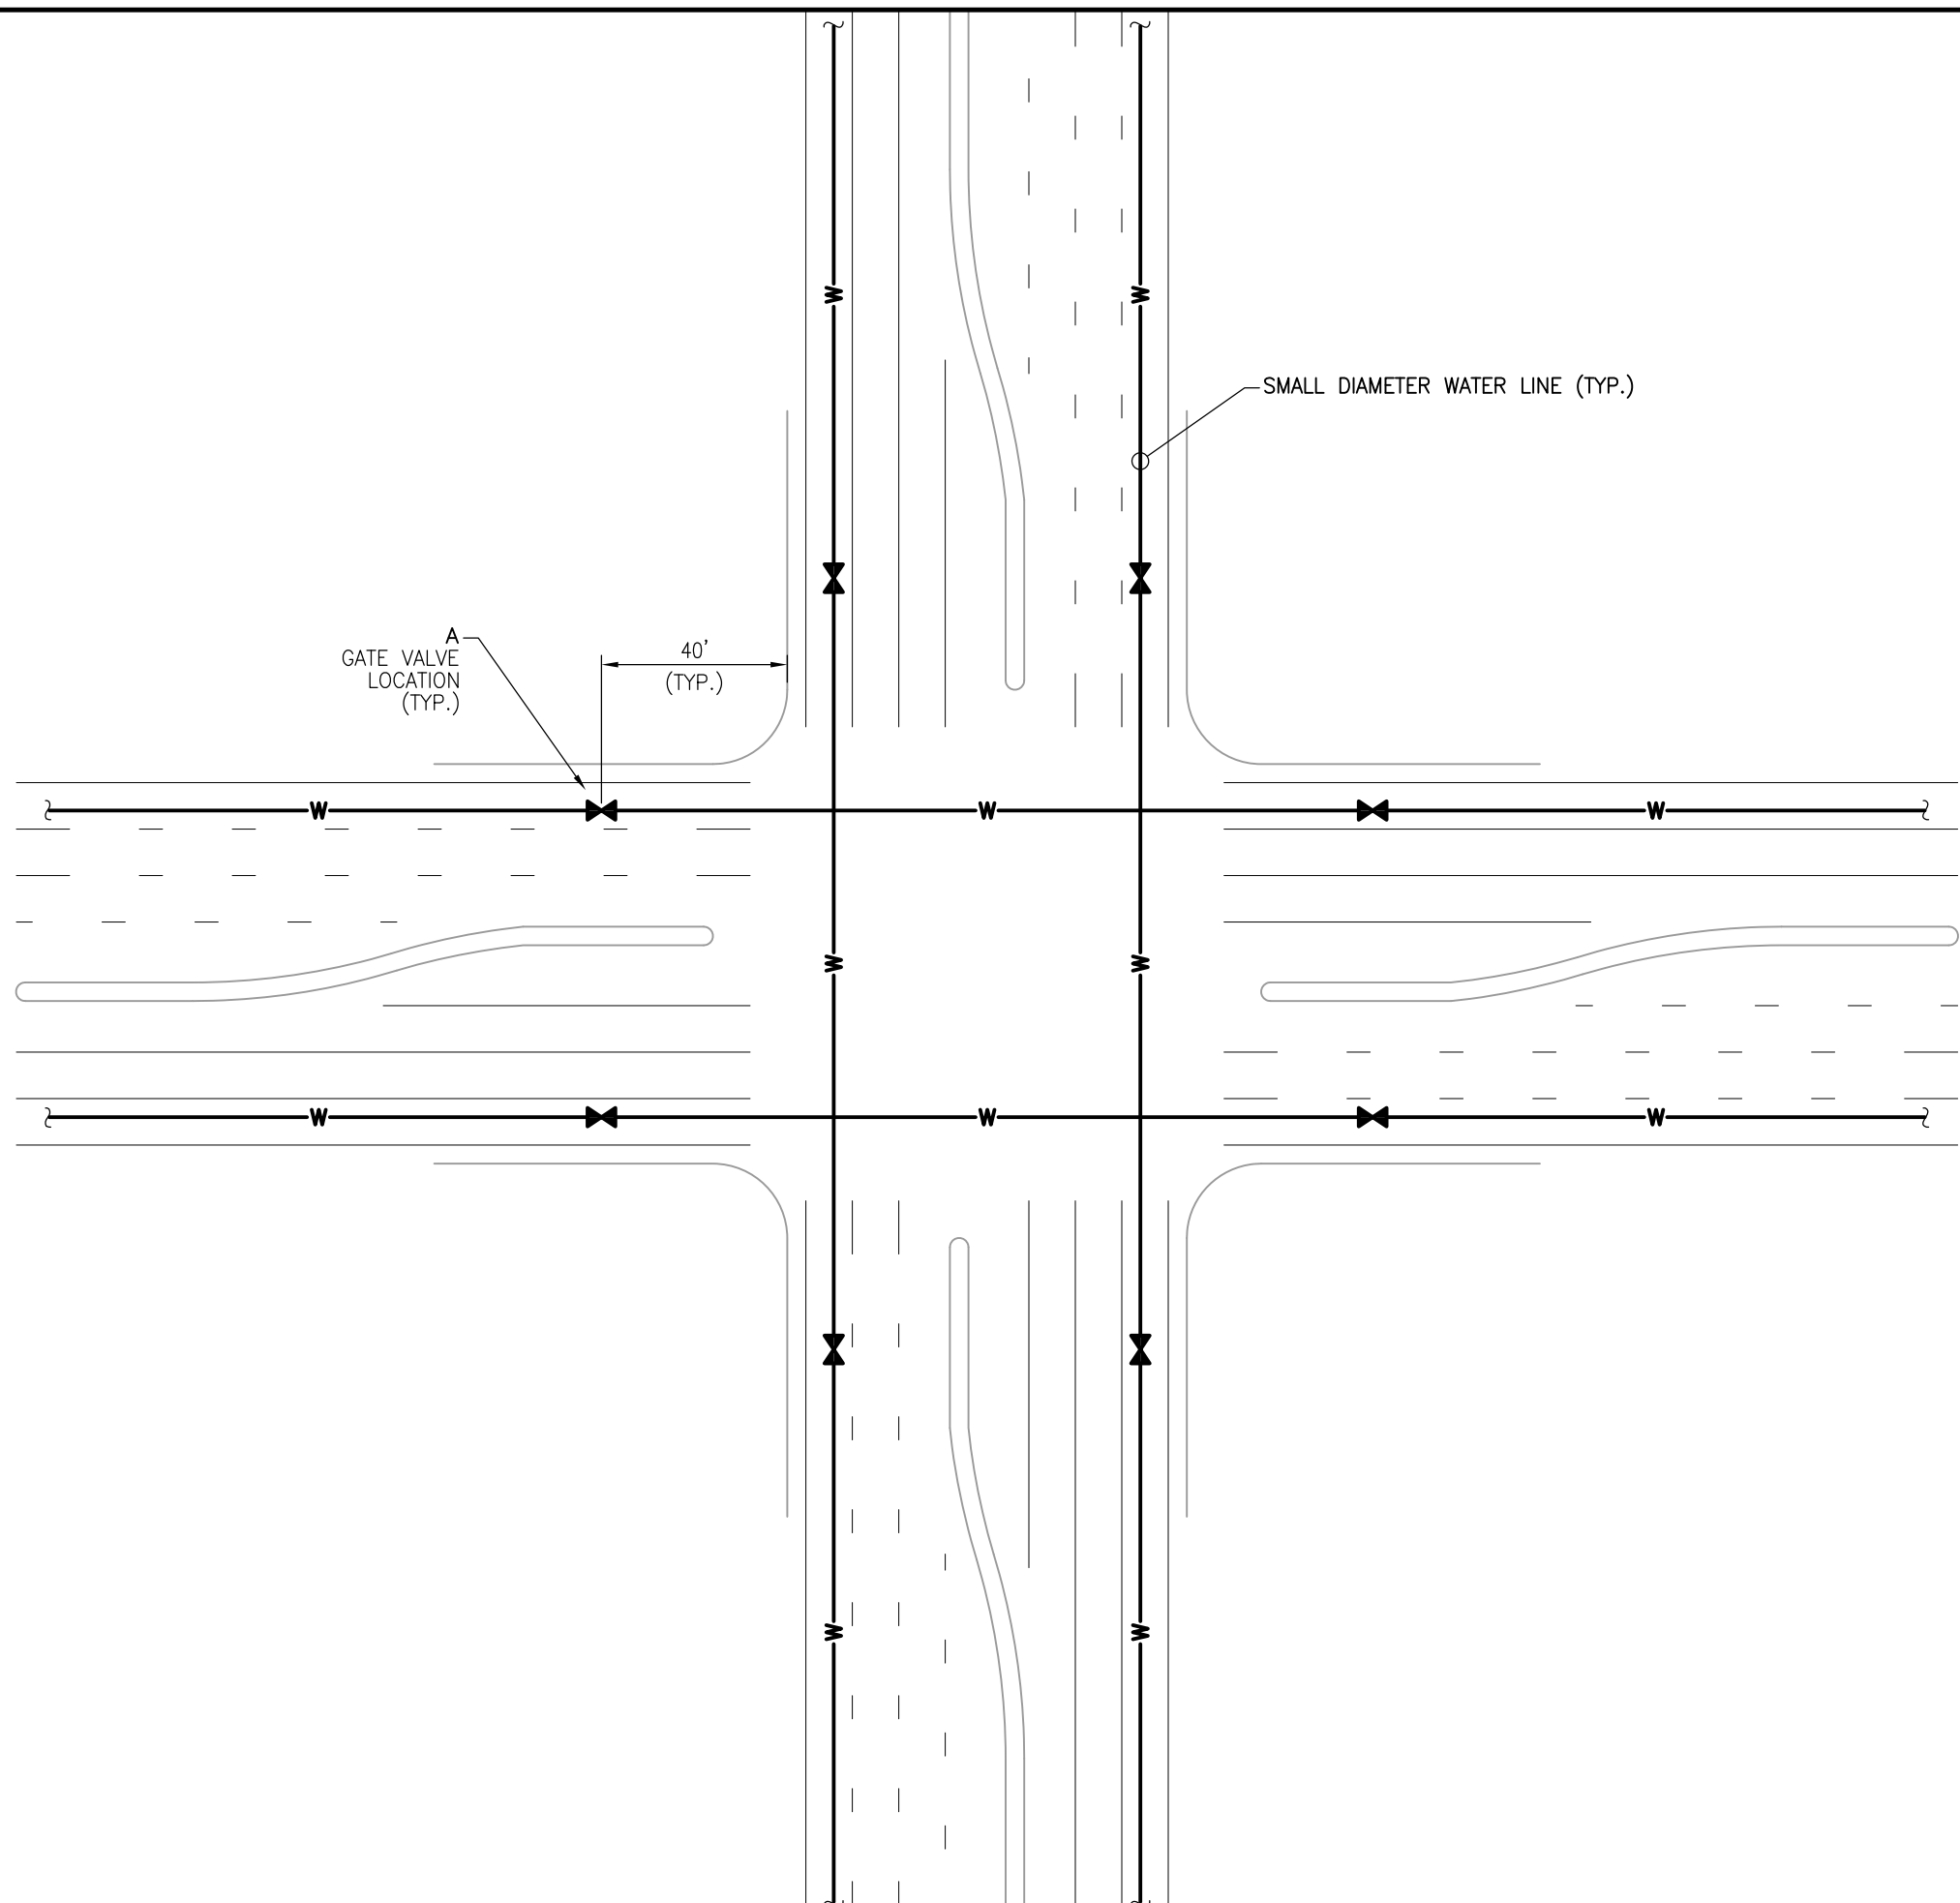 W W
SMALL DIAMETER WATER LINE (TYP.)
A
GATE VALVE
LOCATION
(TYP.)
40'
(TYP.)
W W W
W W
W W W
W W